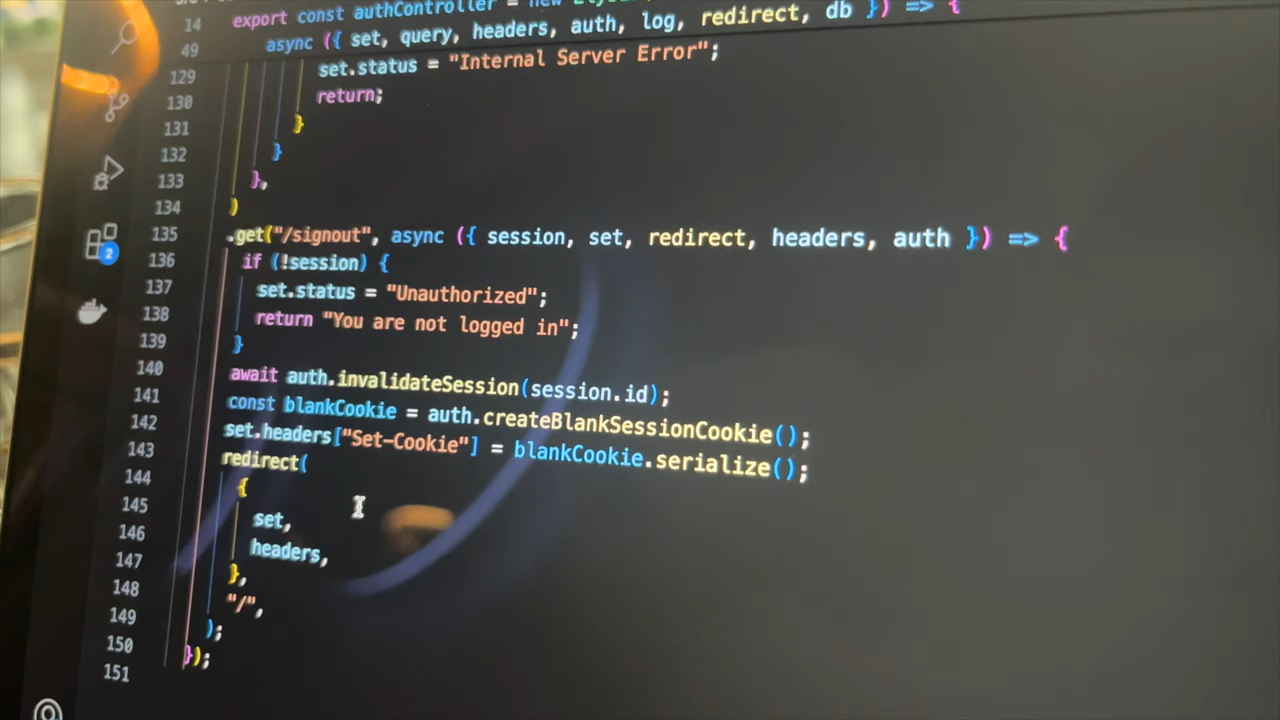 14 export const authController = new
49 async ({ set, query, headers, auth, log, redirect, db }) => {
129 set.status = "Internal Server Error";
130 return;
131 }
132 }
133 },
134 )
135 .get("/signout", async ({ session, set, redirect, headers, auth }) => {
136 if (!session) {
137 set.status = "Unauthorized";
138 return "You are not logged in";
139 }
140 await auth.invalidateSession(session.id);
141 const blankCookie = auth.createBlankSessionCookie();
142 set.headers["Set-Cookie"] = blankCookie.serialize();
143 redirect(
144 {
145 set,
146 headers,
147 },
148 "/",
149 );
150 });
151
2